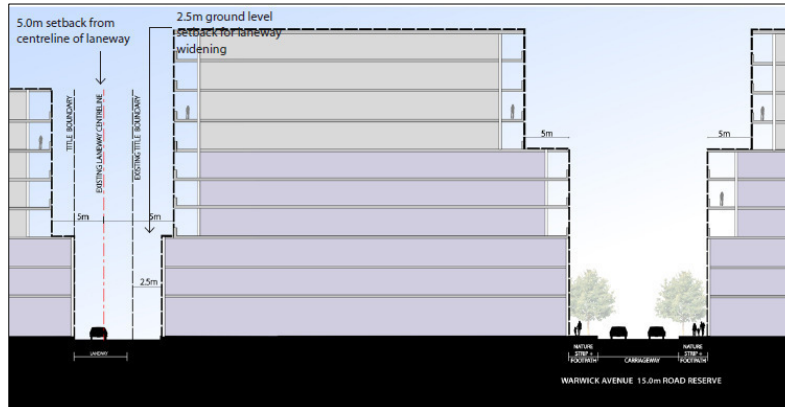 5.0m setback from
centreline of laneway
2.5m ground level
setback for laneway
widening
TITLE BOUNDARY
EXISTING LANEWAY CENTRELINE
EXISTING TITLE BOUNDARY
5m
5m
2.5m
5m
5m
LANEWAY
NATURE
STRIP +
FOOTPATH
CARRIAGEWAY
NATURE
STRIP +
FOOTPATH
WARWICK AVENUE 15.0m ROAD RESERVE